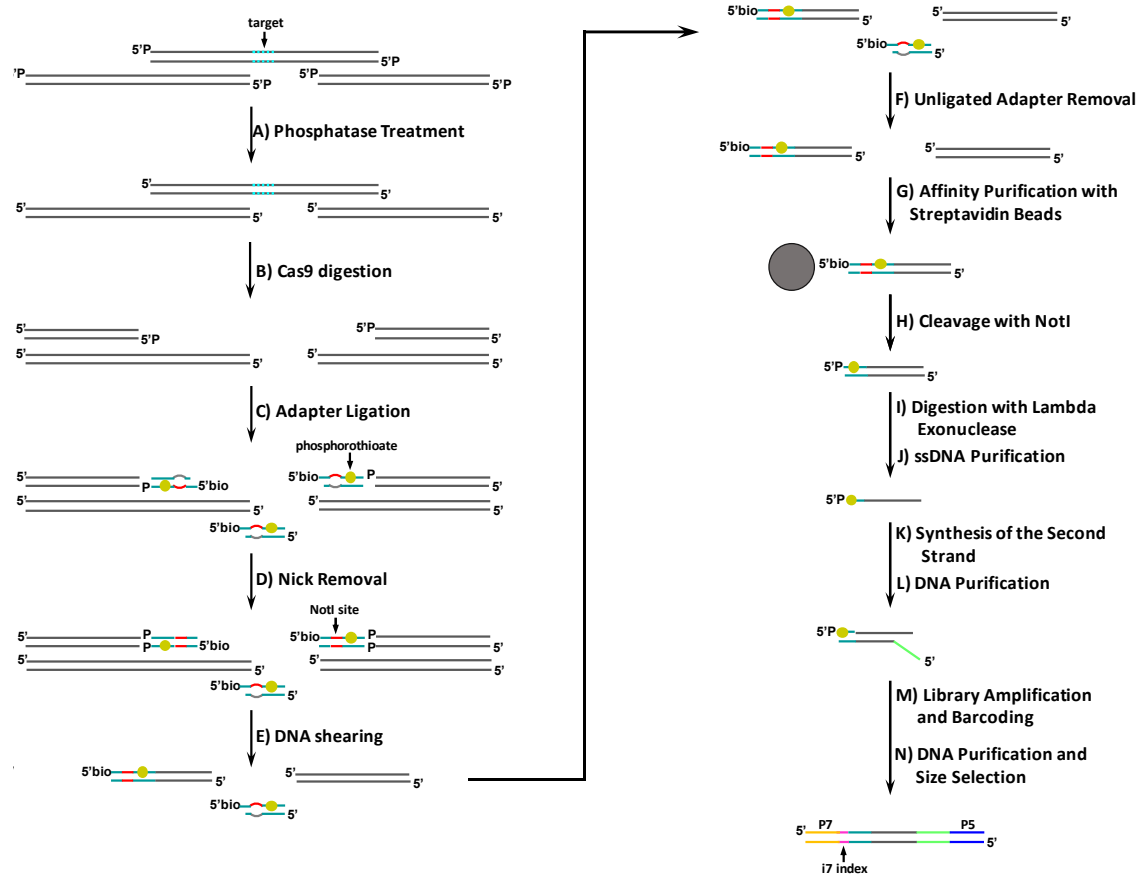 target
5'P
5'P
5'P
5'P
5'P
5'P
A) Phosphatase Treatment
5'
5'
5'
5'
5'
5'
B) Cas9 digestion
5'
5'P
5'P
5'
5'
5'
5'
5'
C) Adapter Ligation
phosphorothioate
5'
P
5'bio
5'bio
P
5'
5'
5'
5'
5'
5'bio
5'
D) Nick Removal
NotI site
5'
P
P
5'bio
5'bio
P
P
5'
5'
5'
5'
5'
5'bio
5'
E) DNA shearing
5'bio
5'
5'
5'
5'bio
5'
5'bio
5'
5'
5'
5'bio
5'
F) Unligated Adapter Removal
5'bio
5'
5'
5'
G) Affinity Purification with
Streptavidin Beads
5'bio
5'
H) Cleavage with NotI
5'P
5'
I) Digestion with Lambda
Exonuclease
J) ssDNA Purification
5'P
K) Synthesis of the Second
Strand
L) DNA Purification
5'P
5'
M) Library Amplification
and Barcoding
N) DNA Purification and
Size Selection
P7
P5
5'
5'
i7 index